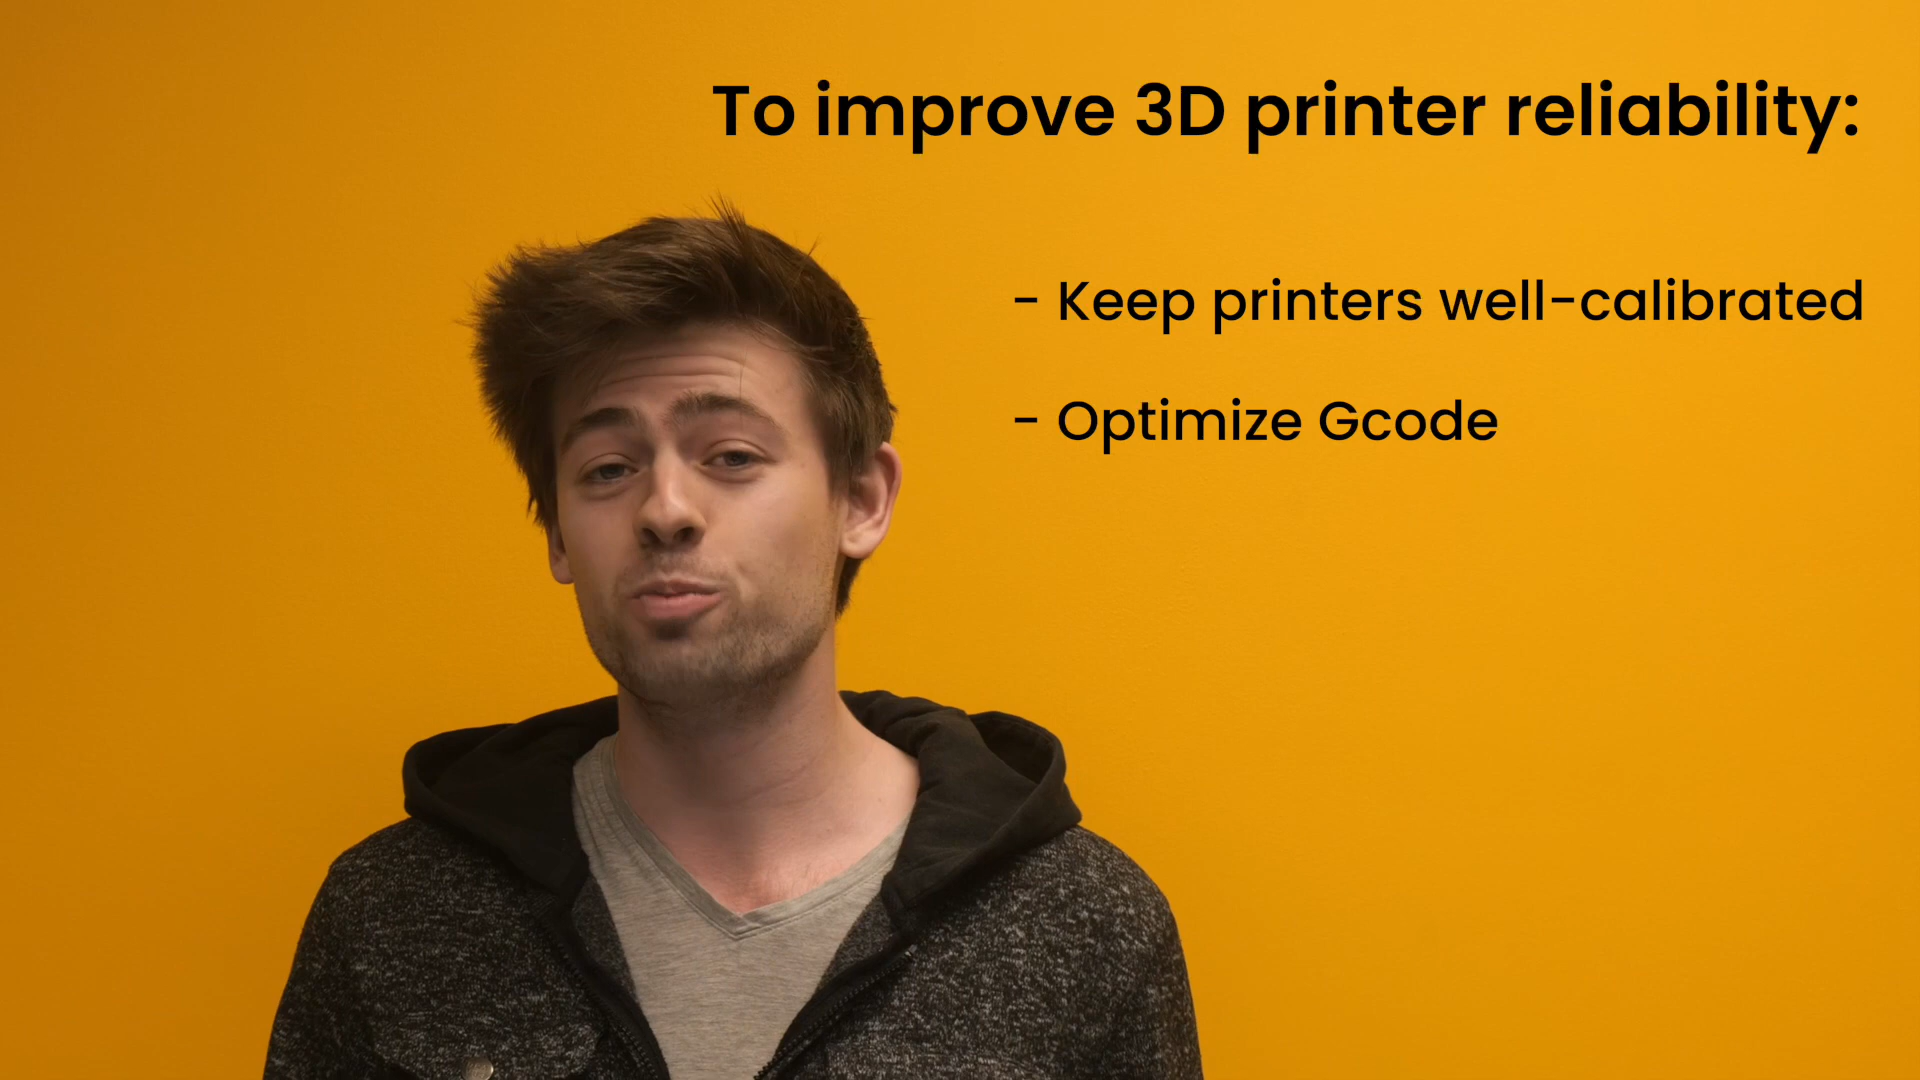 To improve 3D printer reliability:
- Keep printers well-calibrated
- Optimize Gcode